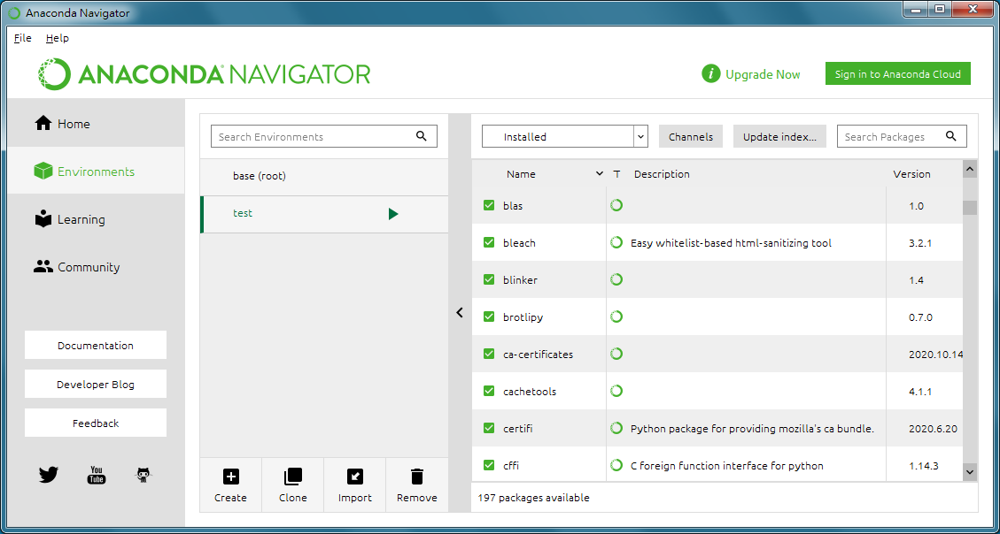 Anaconda Navigator
File Help
ANACONDA NAVIGATOR
i Upgrade Now
Sign in to Anaconda Cloud
Home
Environments
Learning
Community
Documentation
Developer Blog
Feedback
You Tube
Search Environments
base (root)
test
Create Clone Import Remove
Installed Channels Update index... Search Packages
Name T Description Version
blas 1.0
bleach Easy whitelist-based html-sanitizing tool 3.2.1
blinker 1.4
brotlipy 0.7.0
ca-certificates 2020.10.14
cachetools 4.1.1
certifi Python package for providing mozilla's ca bundle. 2020.6.20
cffi C foreign function interface for python 1.14.3
197 packages available